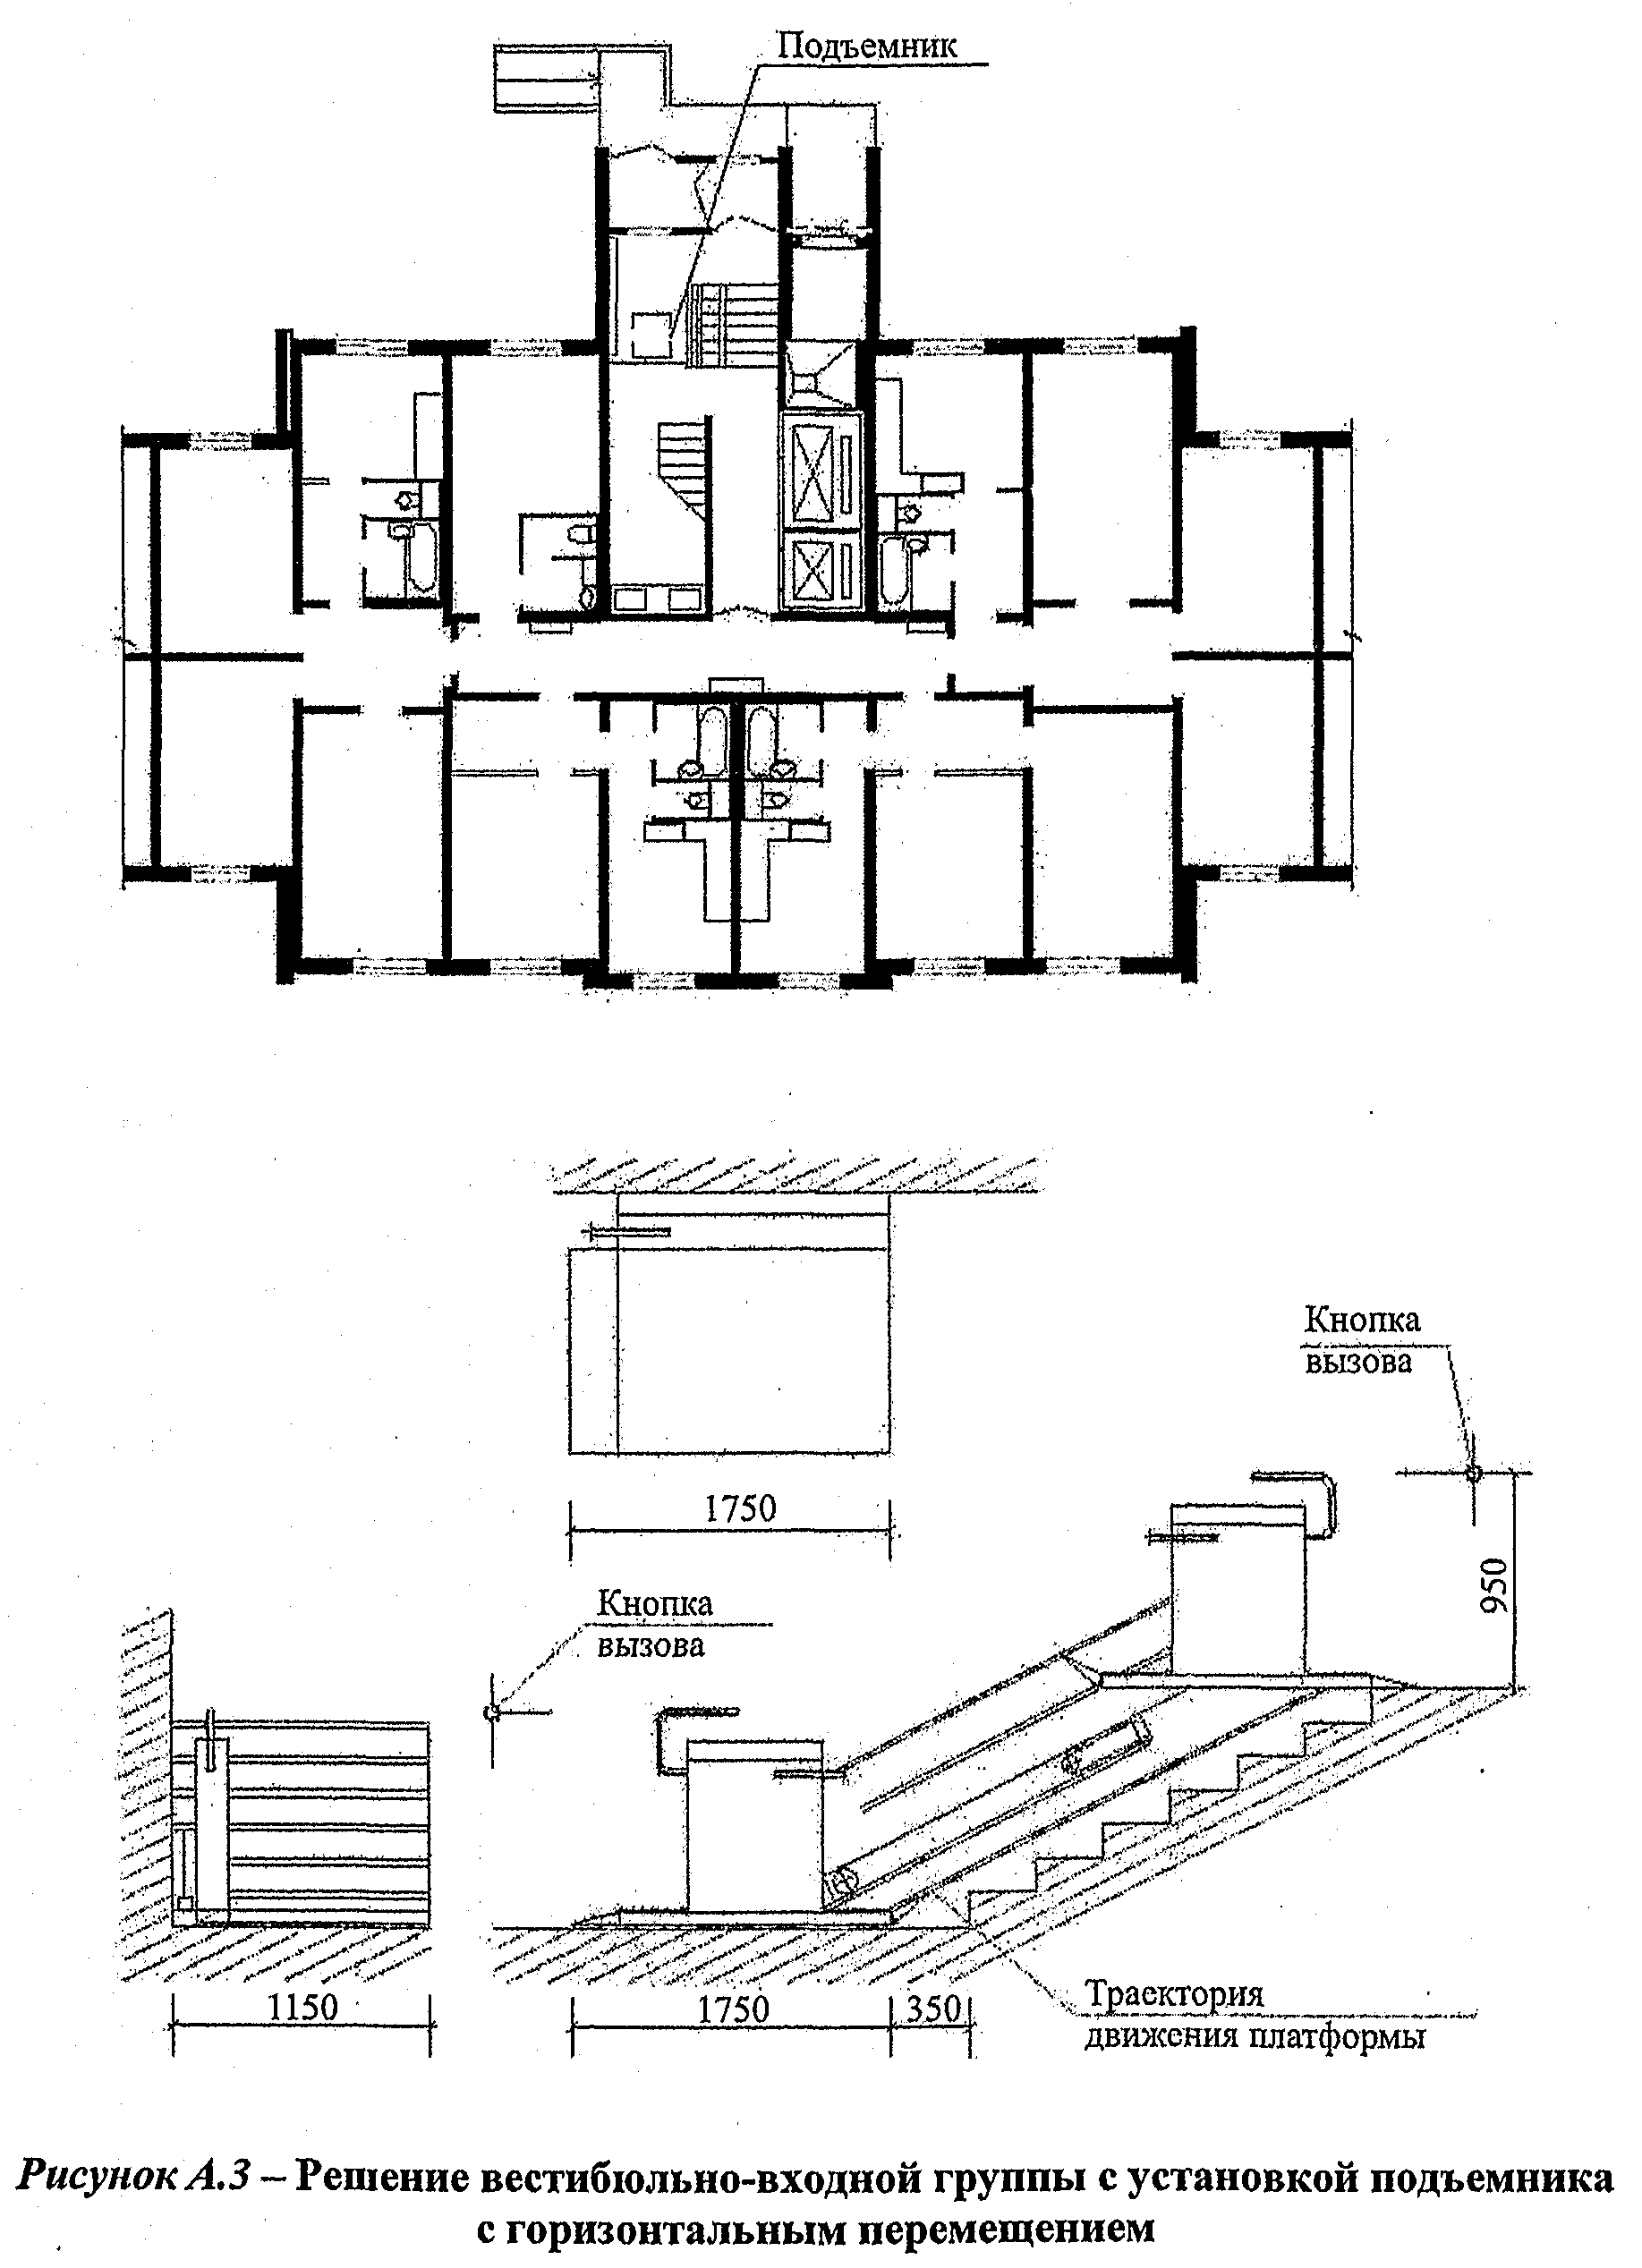 Подъемник
Кнопка
вызова
1750
950
Кнопка
вызова
1150
1750
350
Траектория
движения платформы
Рисунок А.3 – Решение вестибюльно-входной группы с установкой подъемника
с горизонтальным перемещением